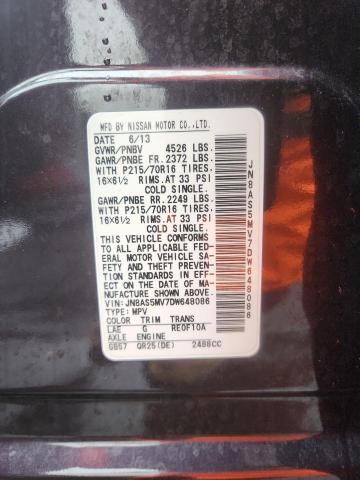 MFD BY NISSAN MOTOR CO.,LTD.
DATE 6/13
GVWR/PNBV 4526 LBS.
GAWR/PNBE FR. 2372 LBS.
WITH P215/70R16 TIRES.
16X6½ RIMS.AT 33 PSI
COLD SINGLE.
GAWR/PNBE RR. 2249 LBS.
WITH P215/70R16 TIRES.
16X6½ RIMS.AT 33 PSI
COLD SINGLE.
THIS VEHICLE CONFORMS
TO ALL APPLICABLE FED-
ERAL MOTOR VEHICLE SA-
FETY AND THEFT PREVENT-
ION STANDARDS IN EFF-
ECT ON THE DATE OF MA-
NUFACTURE SHOWN ABOVE.
VIN: JN8AS5MV7DW648086
TYPE: MPV
COLOR TRIM TRANS
LAE G RE0F10A
AXLE ENGINE
GB57 QR25(DE) 2488CC
JN8AS5MV7DW648086